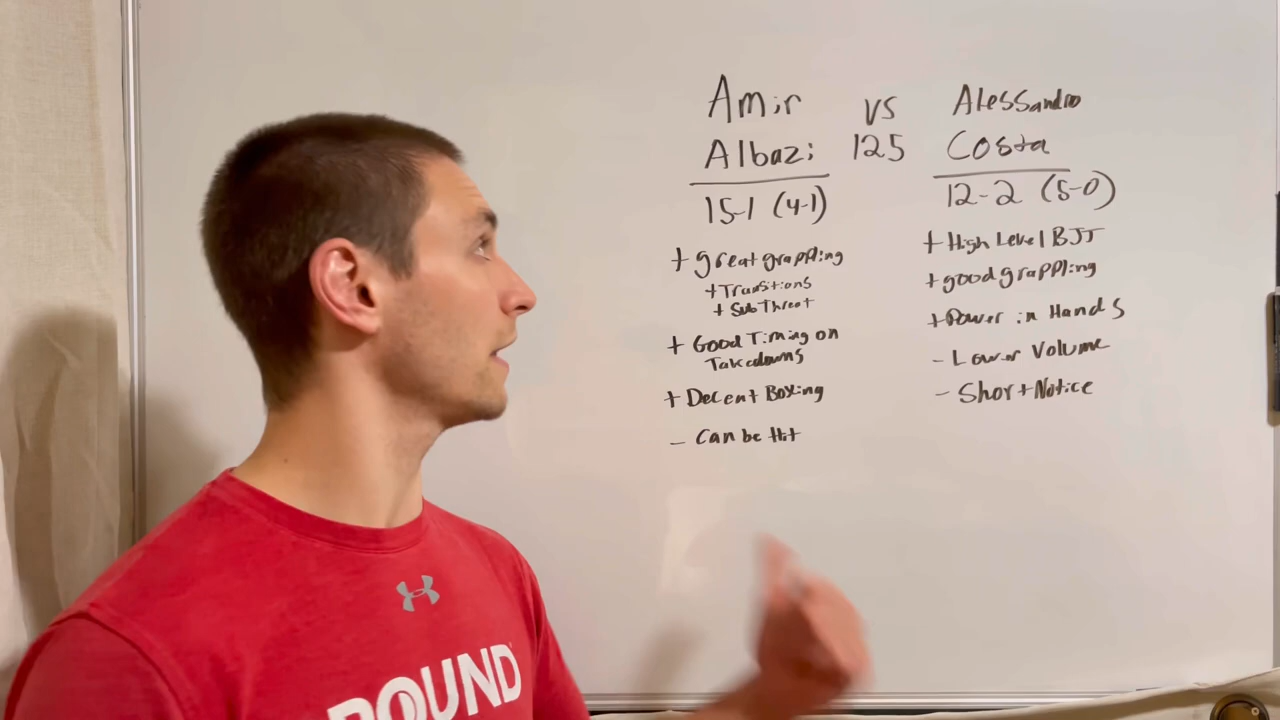 Amir
Albazi
15-1 (4-1)
+ great grappling
+ Transitions
+ Sub Threat
+ Good Timing on
Takedowns
+ Decent Boxing
- Can be Hit
VS
125
Alessandro
Costa
12-2 (5-0)
+ High Level BJJ
+ good grappling
+ Power in Hands
- Lower Volume
- Short Notice